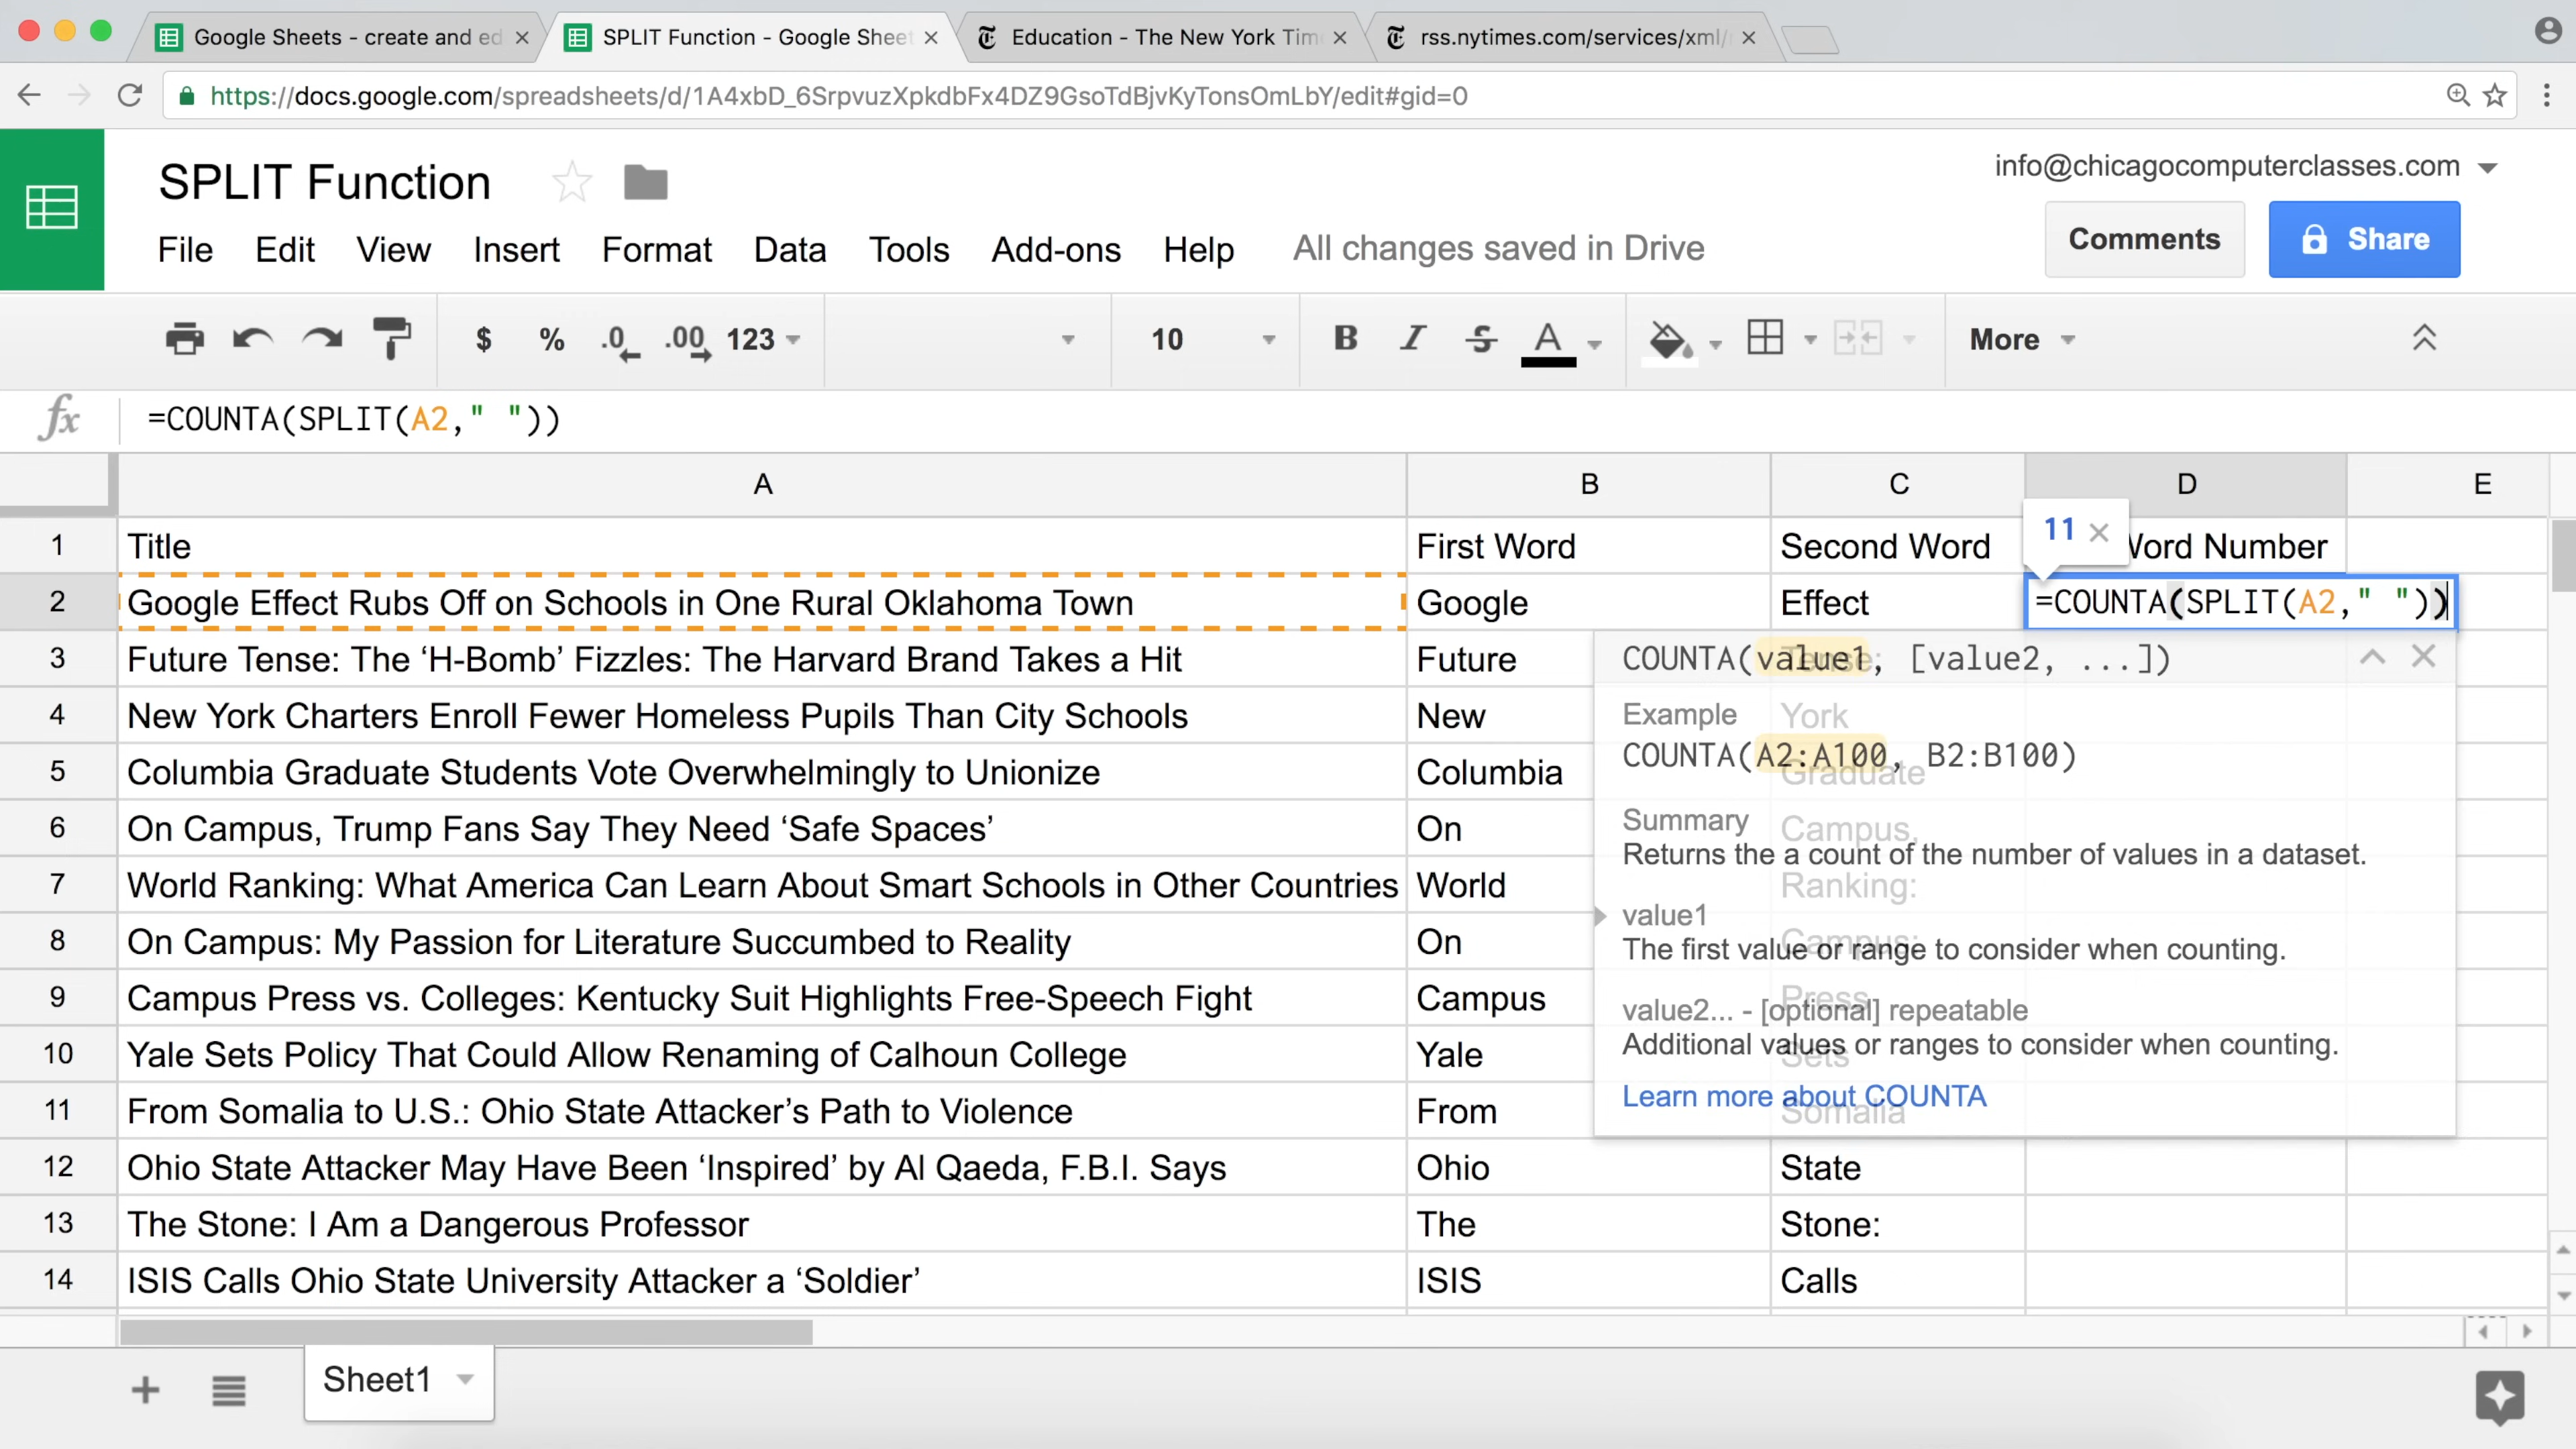 Google Sheets - create and ed
SPLIT Function - Google Sheet
Education - The New York Tim
rss.nytimes.com/services/xml/
https://docs.google.com/spreadsheets/d/1A4xbD_6SrpvuzXpkdbFx4DZ9GsoTdBjvKyTonsOmLbY/edit#gid=0
SPLIT Function
info@chicagocomputerclasses.com
File Edit View Insert Format Data Tools Add-ons Help All changes saved in Drive
Comments
Share
$ % .0 .00 123 10 B I S A More
fx =COUNTA(SPLIT(A2," "))
A B C D E
11
1 Title First Word Second Word Word Number
2 Google Effect Rubs Off on Schools in One Rural Oklahoma Town Google Effect =COUNTA(SPLIT(A2," "))
3 Future Tense: The ‘H-Bomb’ Fizzles: The Harvard Brand Takes a Hit Future Tense:
4 New York Charters Enroll Fewer Homeless Pupils Than City Schools New York
5 Columbia Graduate Students Vote Overwhelmingly to Unionize Columbia Graduate
6 On Campus, Trump Fans Say They Need ‘Safe Spaces’ On Campus,
7 World Ranking: What America Can Learn About Smart Schools in Other Countries World Ranking:
8 On Campus: My Passion for Literature Succumbed to Reality On Campus:
9 Campus Press vs. Colleges: Kentucky Suit Highlights Free-Speech Fight Campus Press
10 Yale Sets Policy That Could Allow Renaming of Calhoun College Yale Sets
11 From Somalia to U.S.: Ohio State Attacker’s Path to Violence From Somalia
12 Ohio State Attacker May Have Been ‘Inspired’ by Al Qaeda, F.B.I. Says Ohio State
13 The Stone: I Am a Dangerous Professor The Stone:
14 ISIS Calls Ohio State University Attacker a ‘Soldier’ ISIS Calls
COUNTA(value1, [value2, ...])
Example
COUNTA(A2:A100, B2:B100)
Summary
Returns the a count of the number of values in a dataset.
value1
The first value or range to consider when counting.
value2... - [optional] repeatable
Additional values or ranges to consider when counting.
Learn more about COUNTA
Sheet1